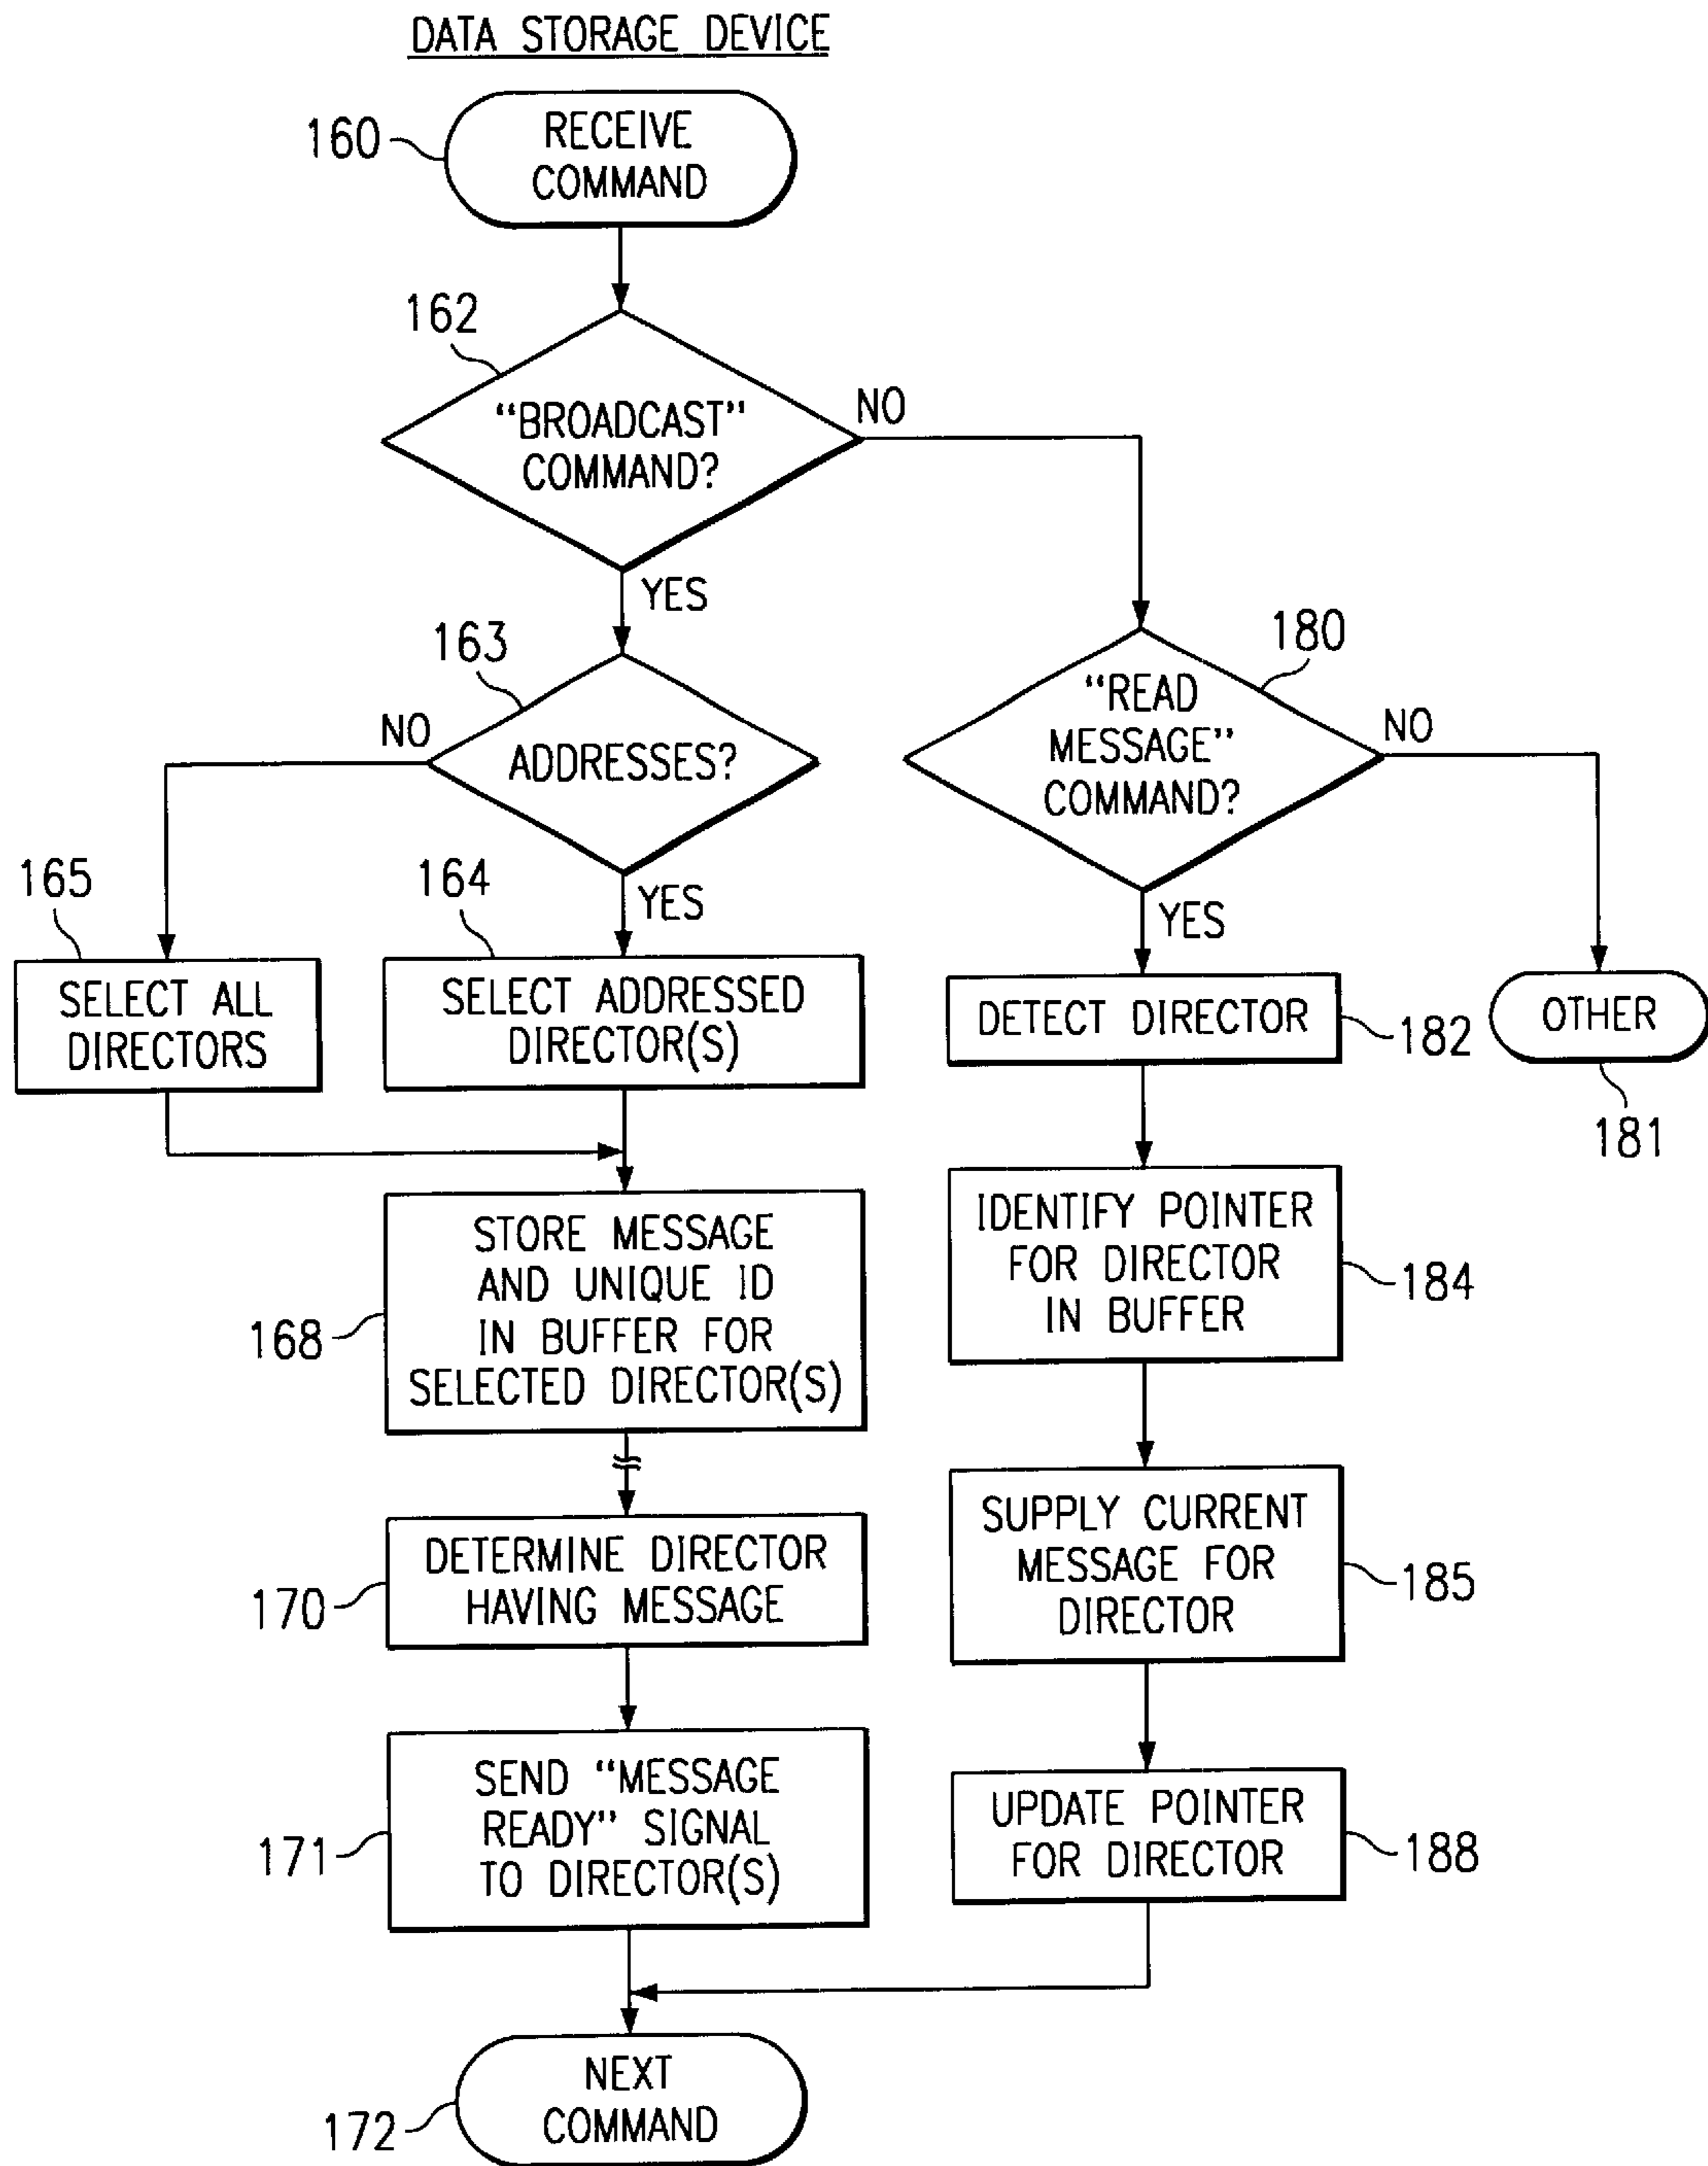 DATA STORAGE DEVICE
160
RECEIVE
COMMAND
162
“BROADCAST”
COMMAND?
NO
YES
163
NO
ADDRESSES?
YES
180
“READ
MESSAGE”
COMMAND?
NO
YES
165
SELECT ALL
DIRECTORS
164
SELECT ADDRESSED
DIRECTOR(S)
DETECT DIRECTOR
182
OTHER
181
168
STORE MESSAGE
AND UNIQUE ID
IN BUFFER FOR
SELECTED DIRECTOR(S)
IDENTIFY POINTER
FOR DIRECTOR
IN BUFFER
184
170
DETERMINE DIRECTOR
HAVING MESSAGE
SUPPLY CURRENT
MESSAGE FOR
DIRECTOR
185
171
SEND “MESSAGE
READY” SIGNAL
TO DIRECTOR(S)
UPDATE POINTER
FOR DIRECTOR
188
172
NEXT
COMMAND